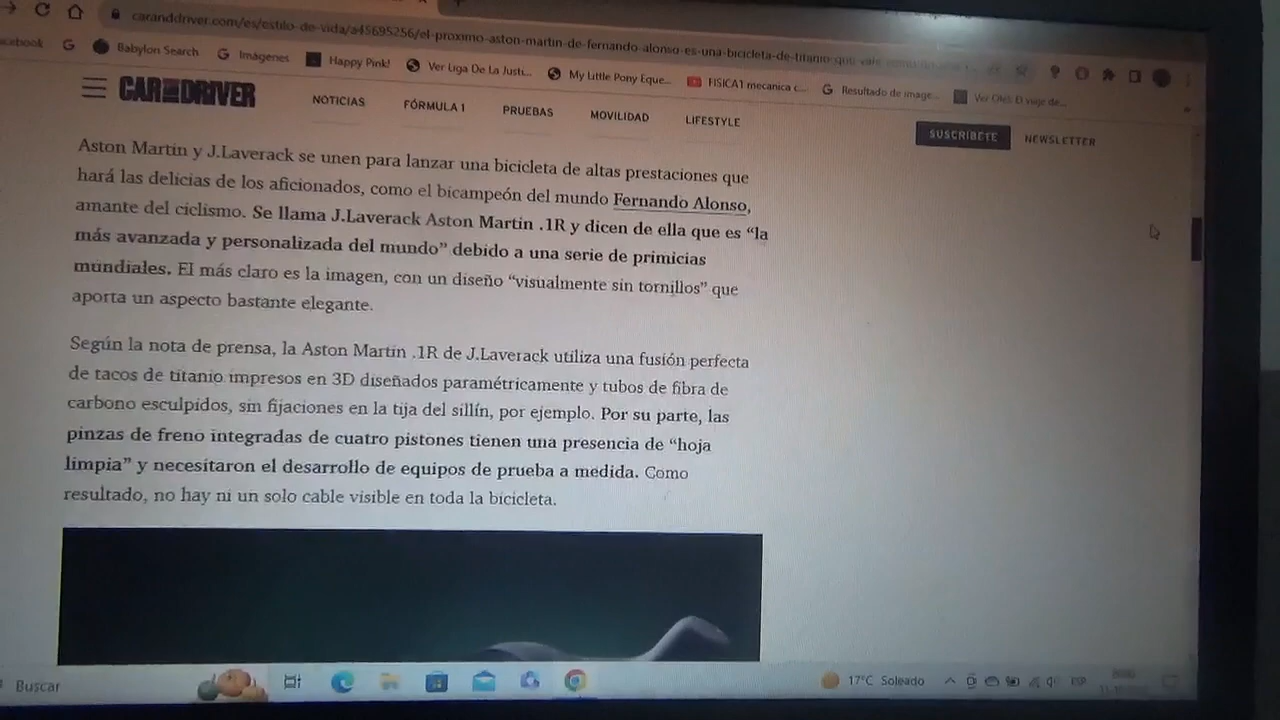 caranddriver.com/es/estilo-de-vida/a45695256/el-proximo-aston-martin-de-fernando-alonso-es-una-bicicleta-de-titanio-que-vale
G Babylon Search G Imágenes Happy Pink! Ver Liga De La Justi... My Little Pony Eque... FISICA1 mecanica c... G Resultado de image... Ver Olé!
CAR AND DRIVER NOTICIAS FÓRMULA 1 PRUEBAS MOVILIDAD LIFESTYLE SUSCRÍBETE NEWSLETTER
Aston Martin y J.Laverack se unen para lanzar una bicicleta de altas prestaciones que
hará las delicias de los aficionados, como el bicampeón del mundo Fernando Alonso,
amante del ciclismo. Se llama J.Laverack Aston Martin .1R y dicen de ella que es “la
más avanzada y personalizada del mundo” debido a una serie de primicias
mundiales. El más claro es la imagen, con un diseño “visualmente sin tornillos” que
aporta un aspecto bastante elegante.
Según la nota de prensa, la Aston Martin .1R de J.Laverack utiliza una fusión perfecta
de tacos de titanio impresos en 3D diseñados paramétricamente y tubos de fibra de
carbono esculpidos, sin fijaciones en la tija del sillín, por ejemplo. Por su parte, las
pinzas de freno integradas de cuatro pistones tienen una presencia de “hoja
limpia” y necesitaron el desarrollo de equipos de prueba a medida. Como
resultado, no hay ni un solo cable visible en toda la bicicleta.
Buscar 17°C Soleado ESP